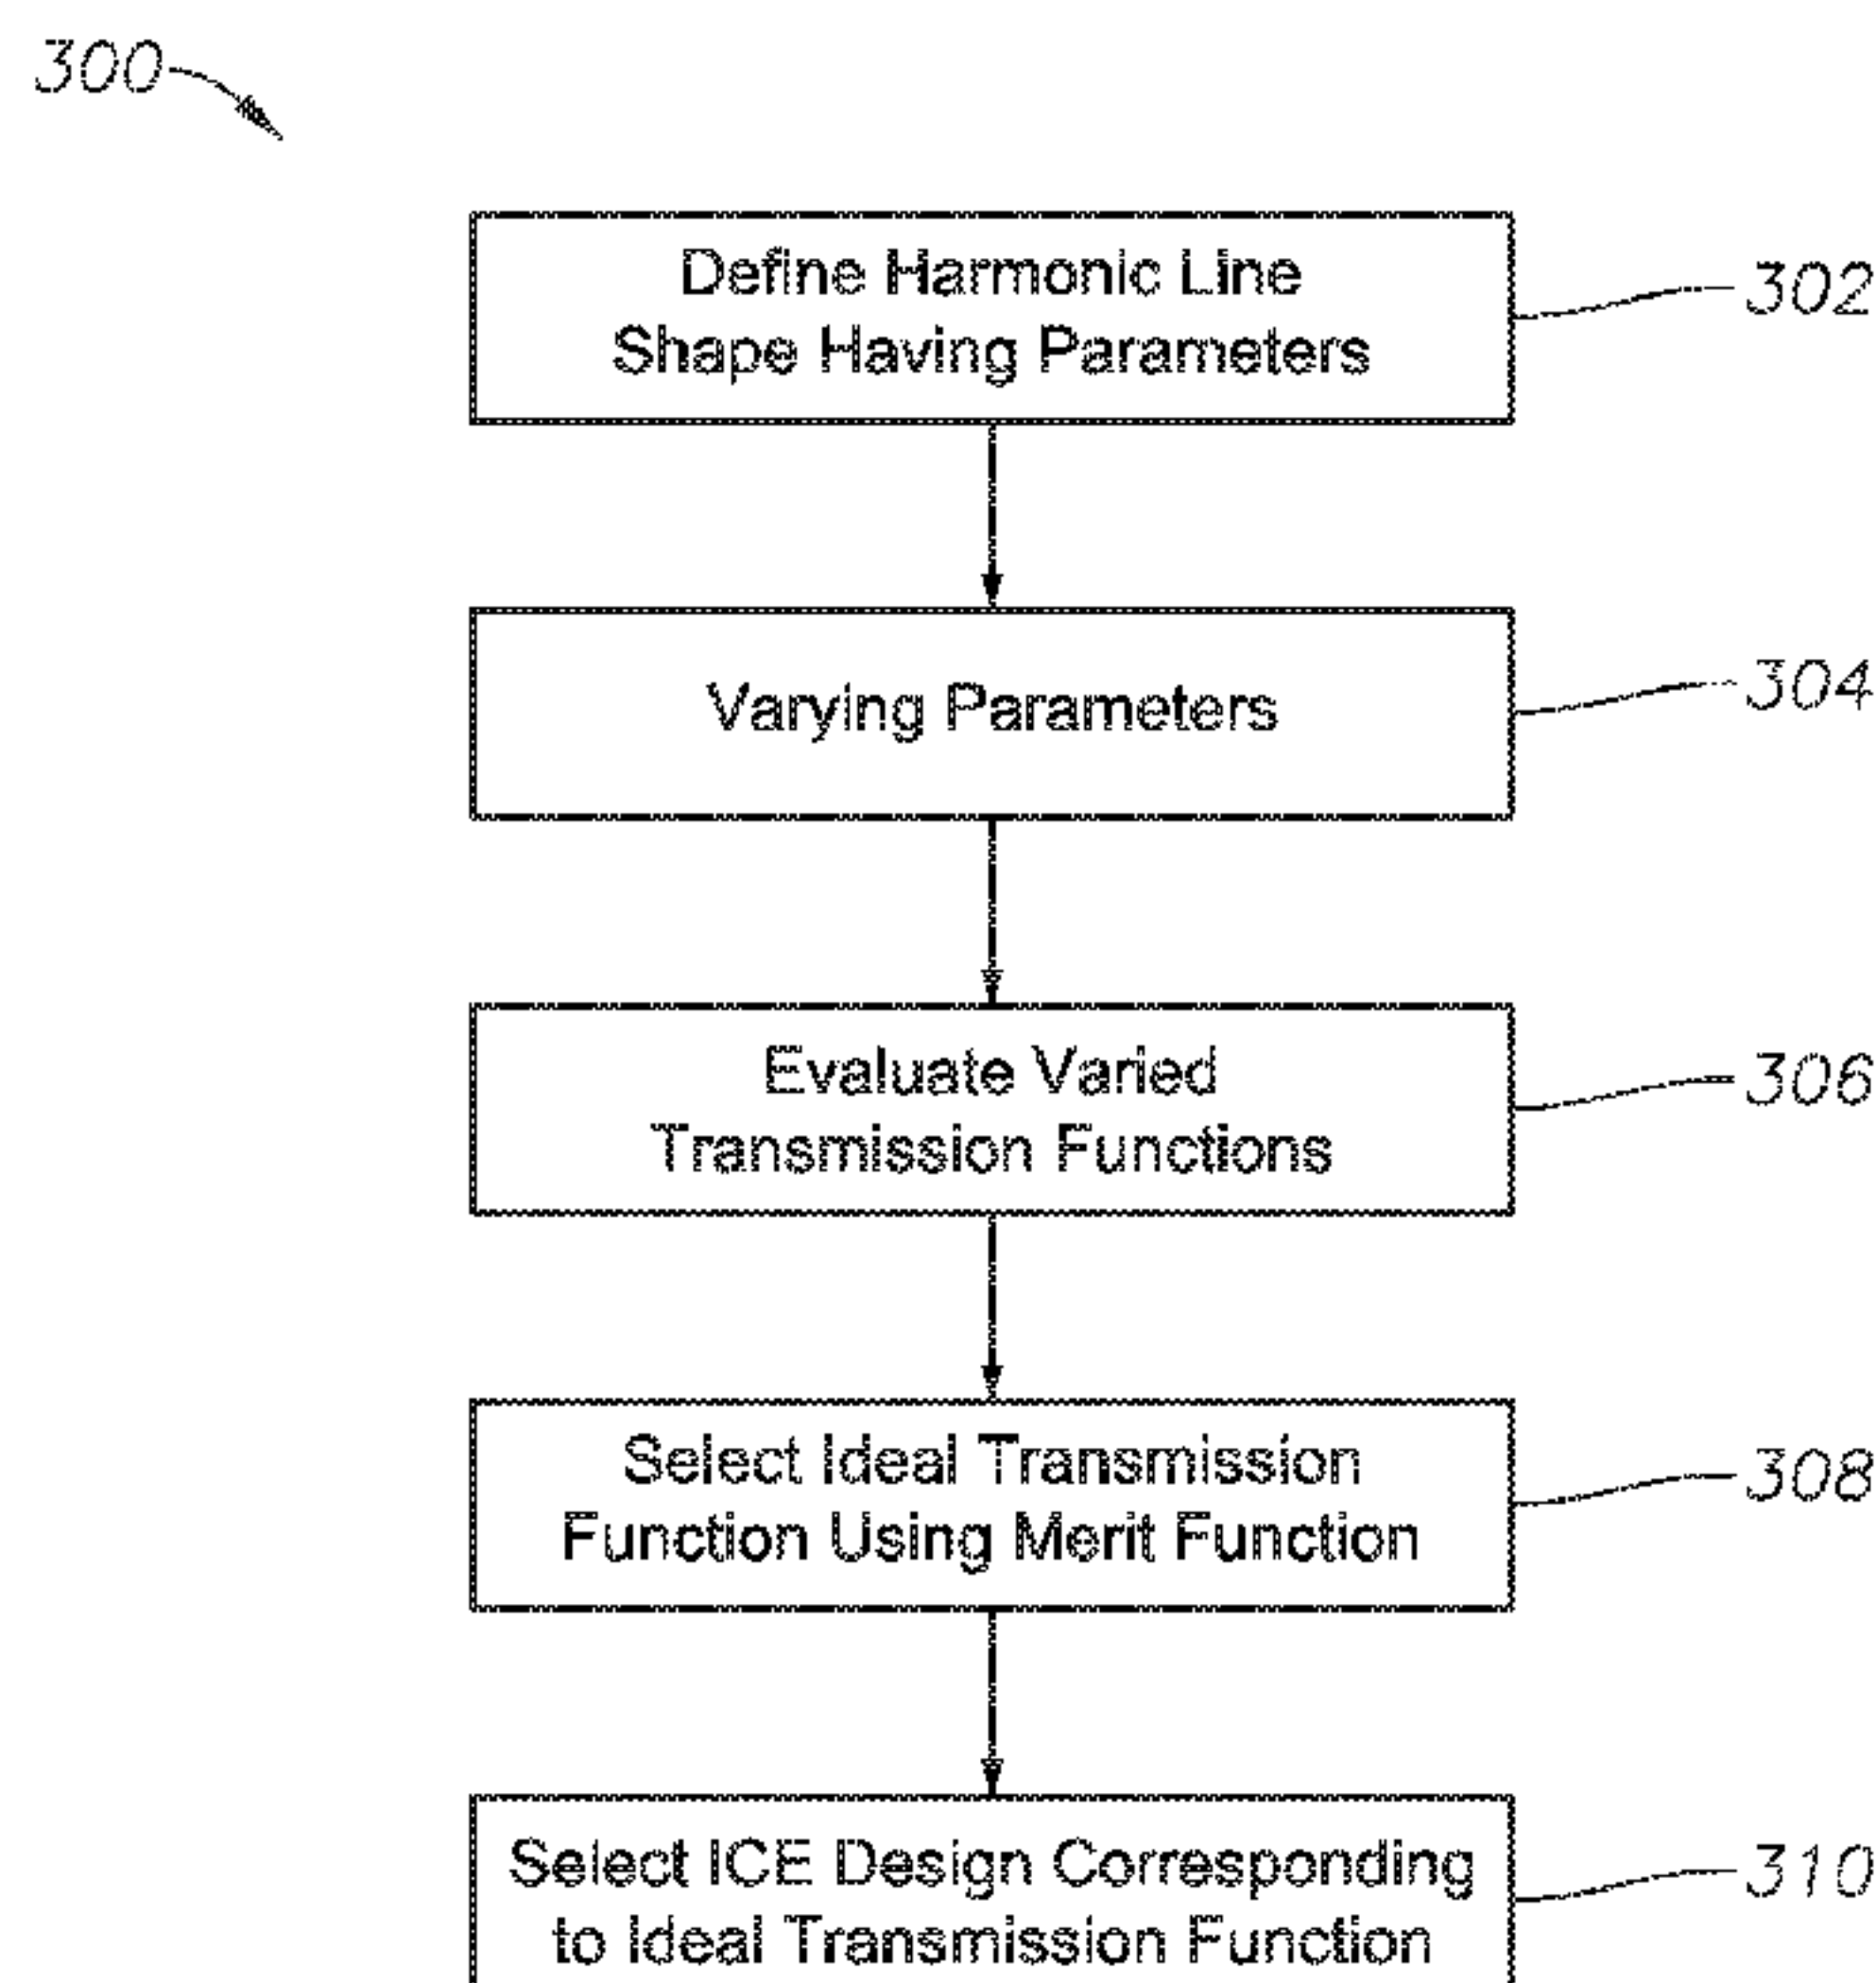 300
Define Harmonic Line
Shape Having Parameters
302
Varying Parameters
304
Evaluate Varied
Transmission Functions
306
Select Ideal Transmission
Function Using Merit Function
308
Select ICE Design Corresponding
to Ideal Transmission Function
310